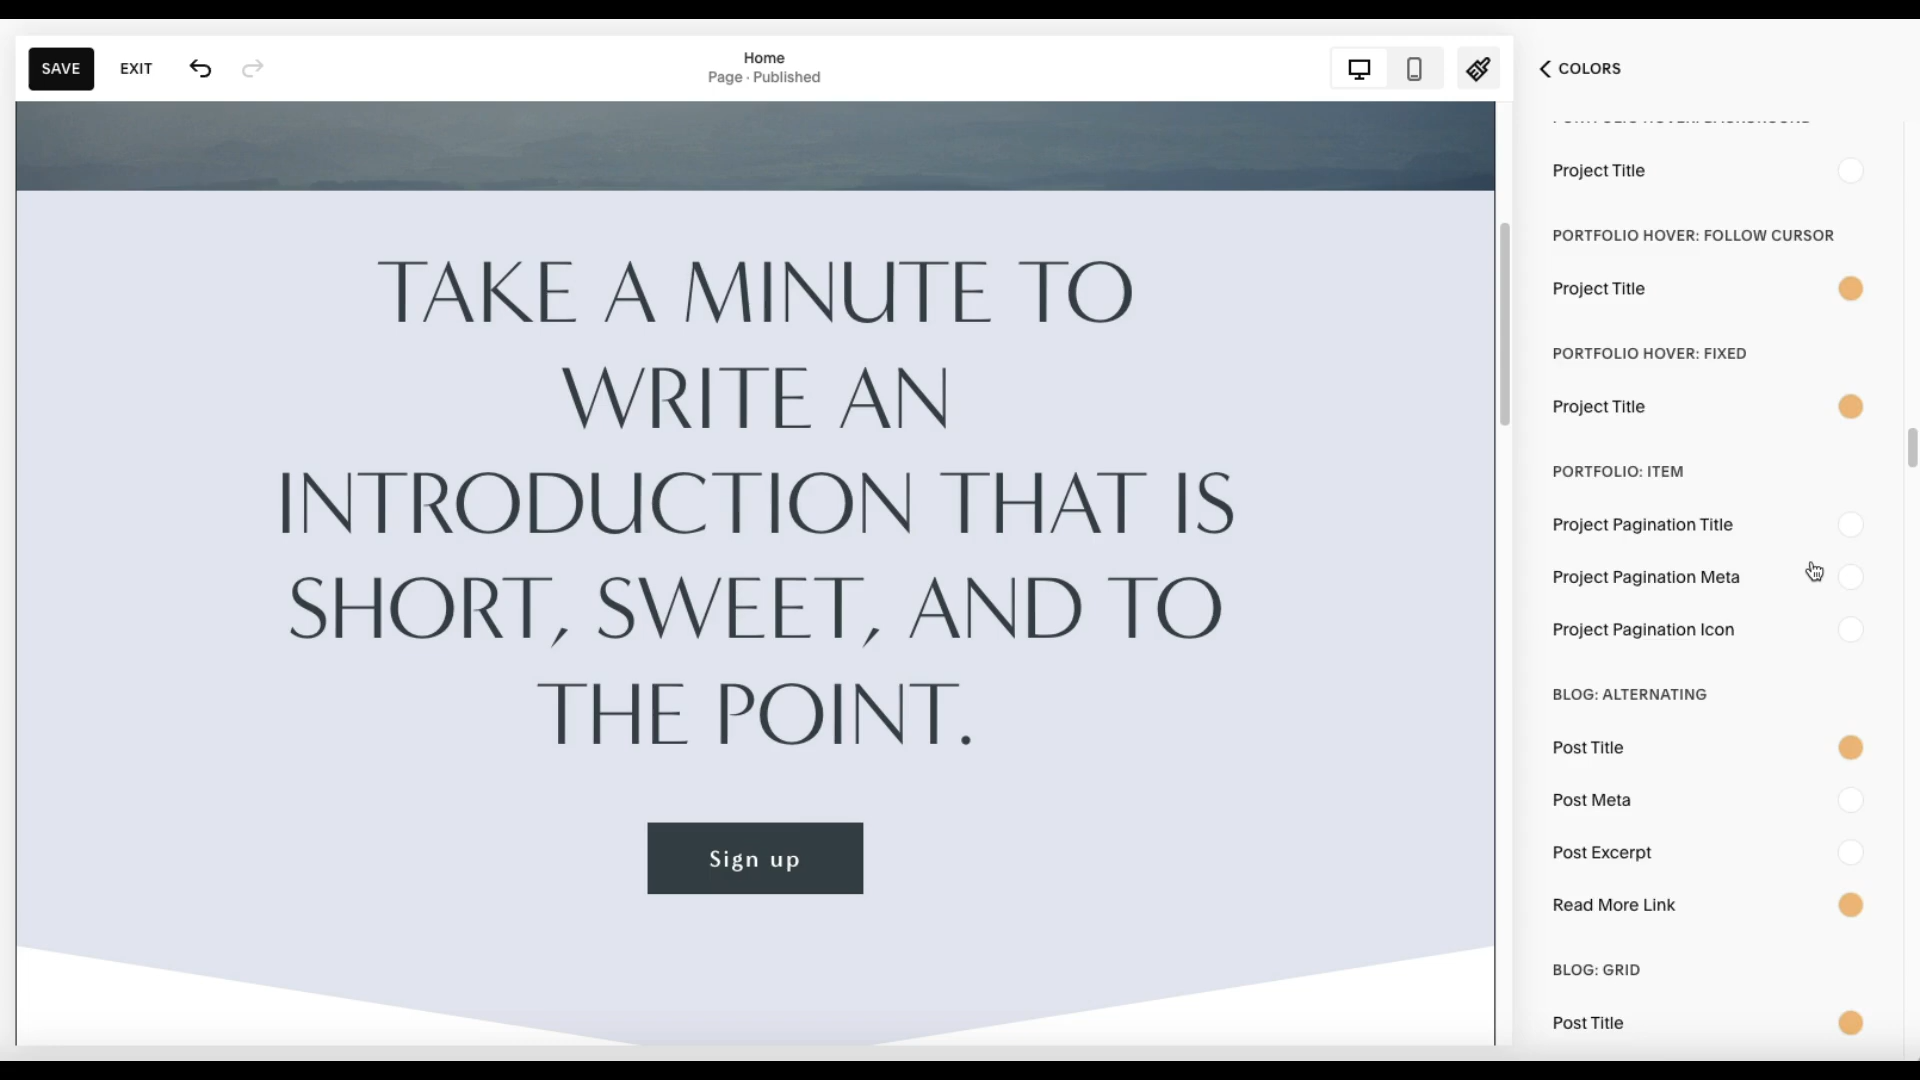 SAVE
EXIT
Home
Page · Published
COLORS
PORTFOLIO HOVER: BACKGROUND
Project Title
PORTFOLIO HOVER: FOLLOW CURSOR
Project Title
PORTFOLIO HOVER: FIXED
Project Title
PORTFOLIO: ITEM
Project Pagination Title
Project Pagination Meta
Project Pagination Icon
BLOG: ALTERNATING
Post Title
Post Meta
Post Excerpt
Read More Link
BLOG: GRID
Post Title
TAKE A MINUTE TO
WRITE AN
INTRODUCTION THAT IS
SHORT, SWEET, AND TO
THE POINT.
Sign up